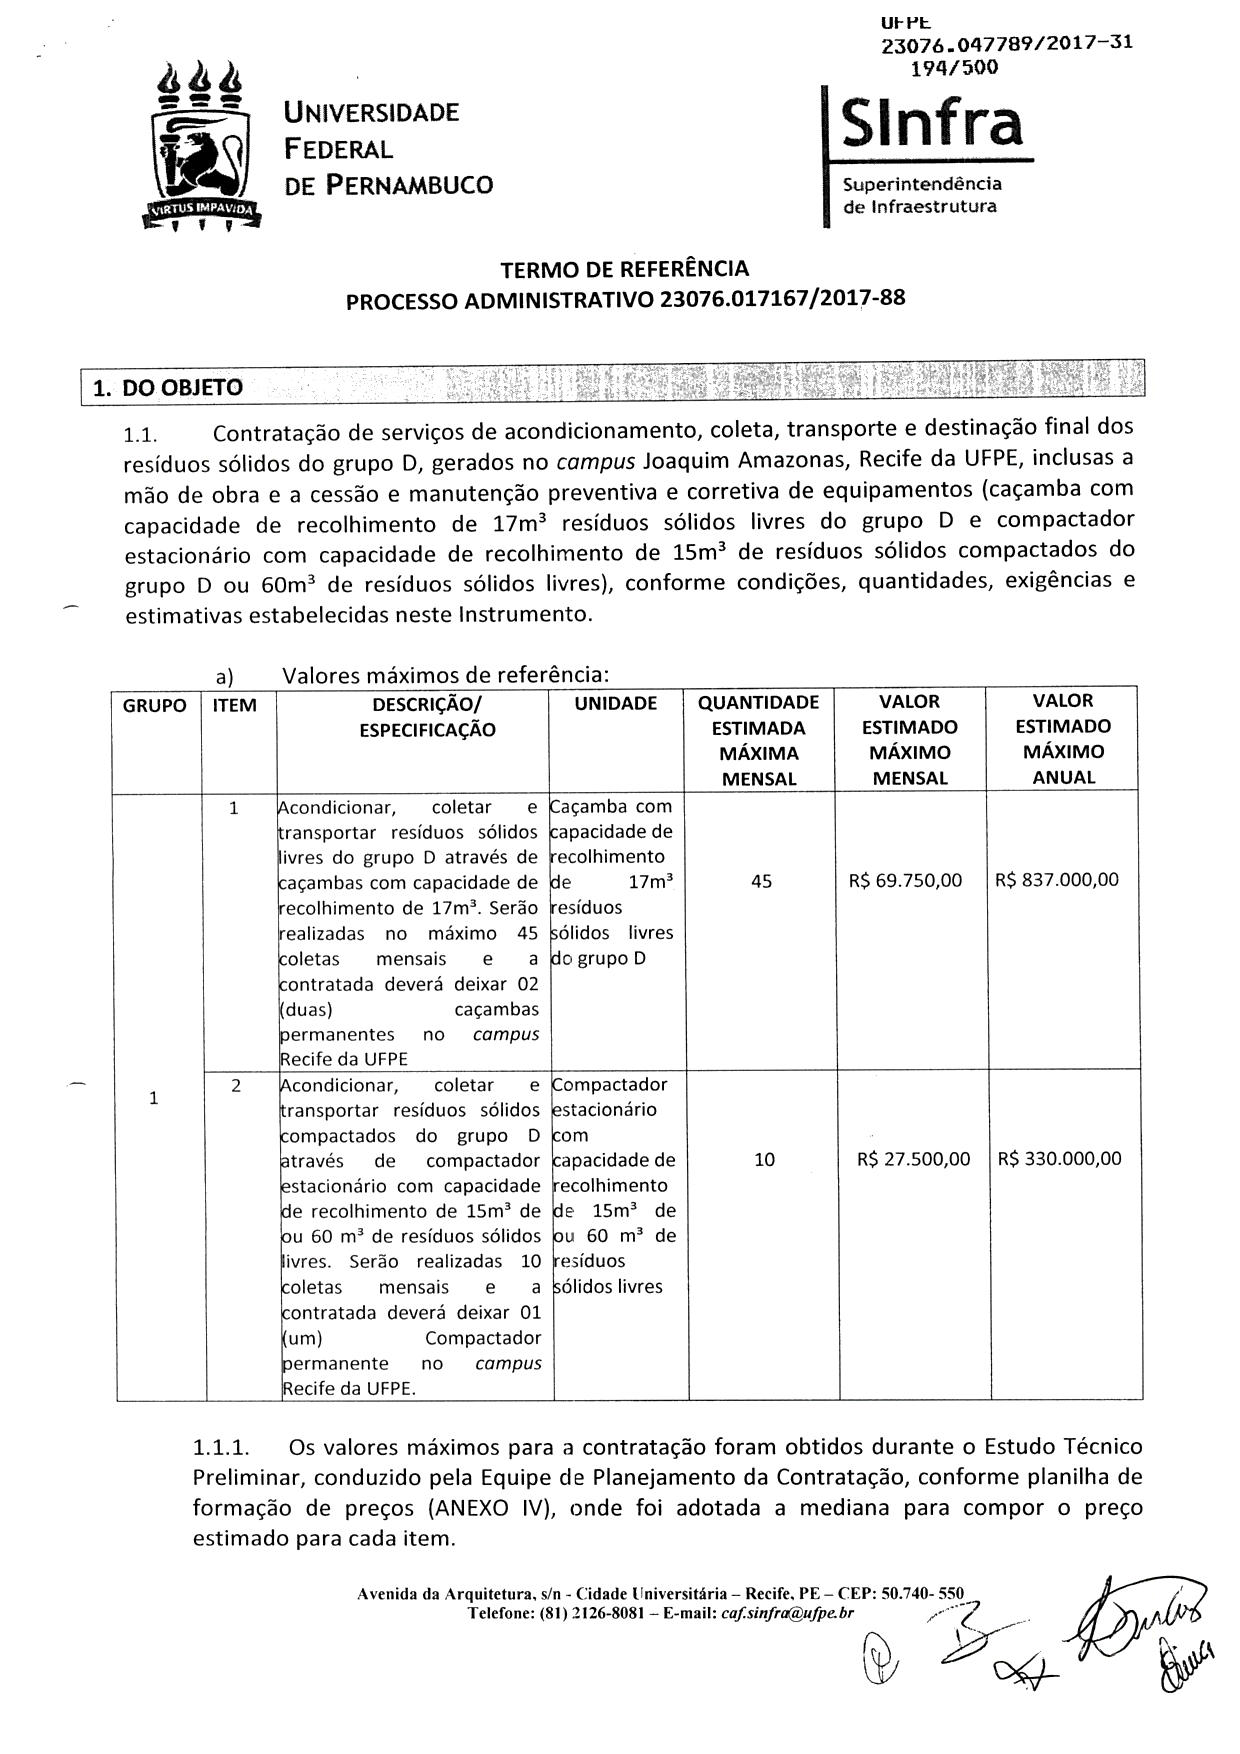 UFPE
23076.047789/2017-31
194/500
UNIVERSIDADE
FEDERAL
DE PERNAMBUCO
VIRTUS IMPAVIDA
SInfra
Superintendência
de Infraestrutura
TERMO DE REFERÊNCIA
PROCESSO ADMINISTRATIVO 23076.017167/2017-88
1. DO OBJETO
1.1. Contratação de serviços de acondicionamento, coleta, transporte e destinação final dos
resíduos sólidos do grupo D, gerados no campus Joaquim Amazonas, Recife da UFPE, inclusas a
mão de obra e a cessão e manutenção preventiva e corretiva de equipamentos (caçamba com
capacidade de recolhimento de 17m³ resíduos sólidos livres do grupo D e compactador
estacionário com capacidade de recolhimento de 15m³ de resíduos sólidos compactados do
grupo D ou 60m³ de resíduos sólidos livres), conforme condições, quantidades, exigências e
estimativas estabelecidas neste Instrumento.
a) Valores máximos de referência:
GRUPO
ITEM
DESCRIÇÃO/
ESPECIFICAÇÃO
UNIDADE
QUANTIDADE
ESTIMADA
MÁXIMA
MENSAL
VALOR
ESTIMADO
MÁXIMO
MENSAL
VALOR
ESTIMADO
MÁXIMO
ANUAL
1
1
Acondicionar, coletar e
transportar resíduos sólidos
livres do grupo D através de
caçambas com capacidade de
recolhimento de 17m³. Serão
realizadas no máximo 45
coletas mensais e a
contratada deverá deixar 02
(duas) caçambas
permanentes no campus
Recife da UFPE
Caçamba com
capacidade de
recolhimento
de 17m³
resíduos
sólidos livres
do grupo D
45
R$ 69.750,00
R$ 837.000,00
2
Acondicionar, coletar e
transportar resíduos sólidos
compactados do grupo D
através de compactador
estacionário com capacidade
de recolhimento de 15m³ de
ou 60 m³ de resíduos sólidos
livres. Serão realizadas 10
coletas mensais e a
contratada deverá deixar 01
(um) Compactador
permanente no campus
Recife da UFPE.
Compactador
estacionário
com
capacidade de
recolhimento
de 15m³ de
ou 60 m³ de
resíduos
sólidos livres
10
R$ 27.500,00
R$ 330.000,00
1.1.1. Os valores máximos para a contratação foram obtidos durante o Estudo Técnico
Preliminar, conduzido pela Equipe de Planejamento da Contratação, conforme planilha de
formação de preços (ANEXO IV), onde foi adotada a mediana para compor o preço
estimado para cada item.
Avenida da Arquitetura, s/n - Cidade Universitária – Recife, PE – CEP: 50.740- 550
Telefone: (81) 2126-8081 – E-mail: caf.sinfra@ufpe.br